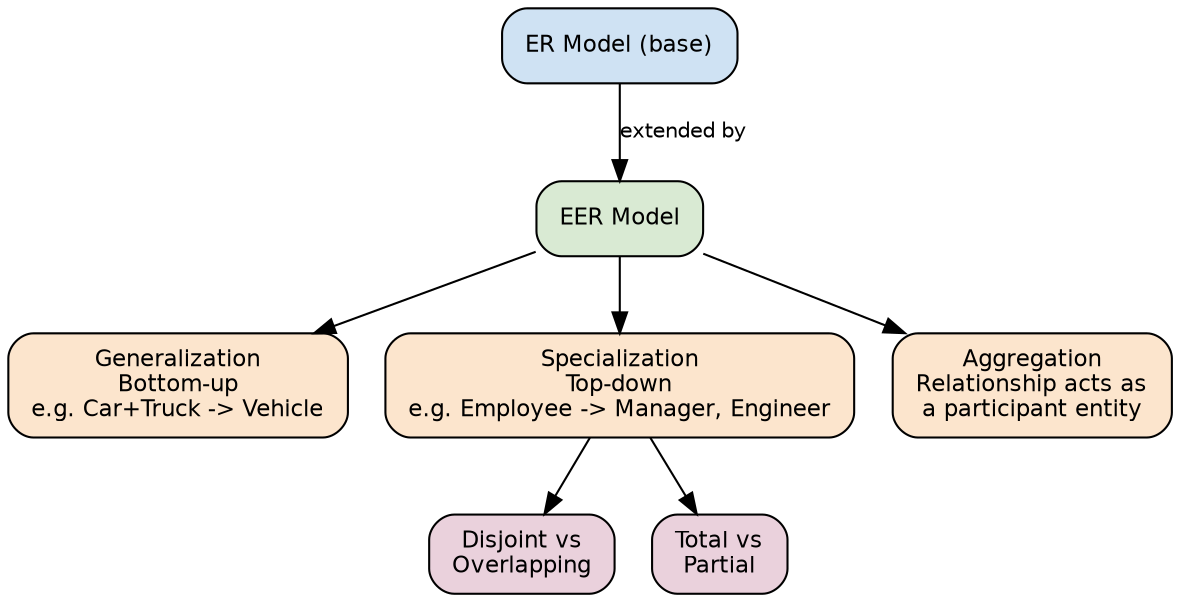 ER Model (base)
extended by
EER Model
Generalization
Bottom-up
e.g. Car+Truck -> Vehicle
Specialization
Top-down
e.g. Employee -> Manager, Engineer
Aggregation
Relationship acts as
a participant entity
Disjoint vs
Overlapping
Total vs
Partial